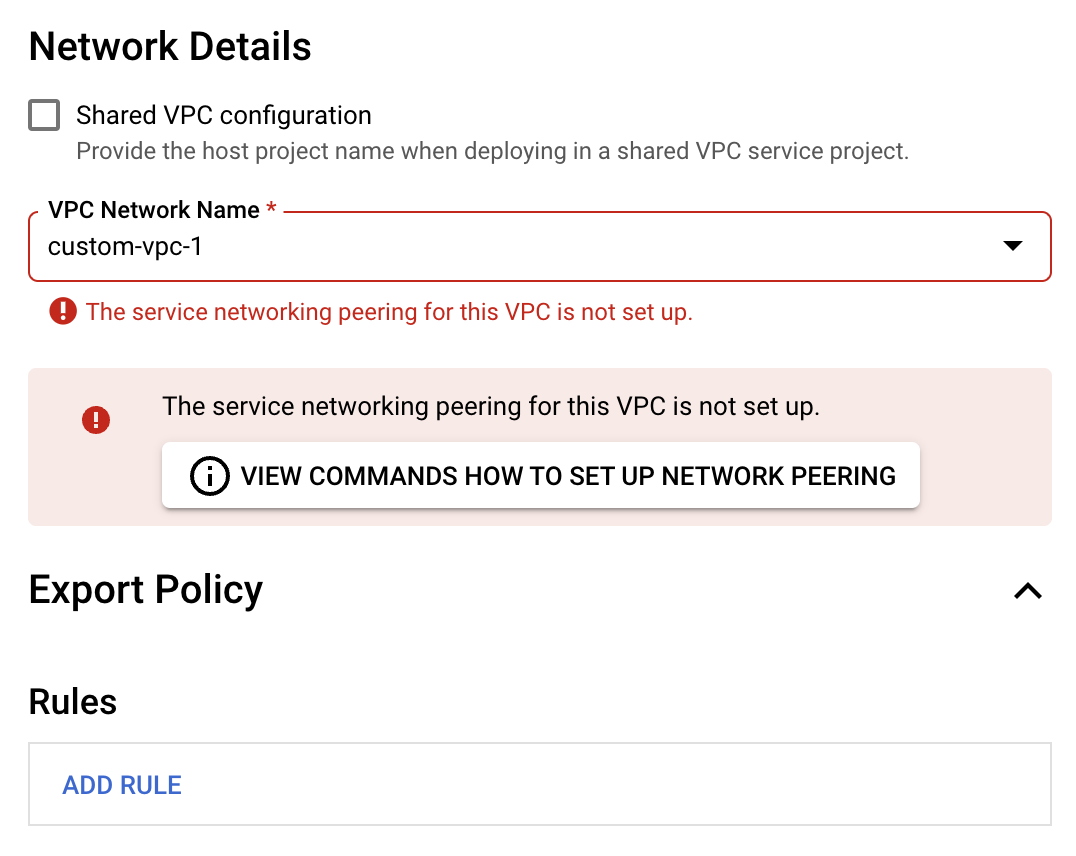 Network Details
Shared VPC configuration
Provide the host project name when deploying in a shared VPC service project.
VPC Network Name *
custom-vpc-1
The service networking peering for this VPC is not set up.
The service networking peering for this VPC is not set up.
VIEW COMMANDS HOW TO SET UP NETWORK PEERING
Export Policy
Rules
ADD RULE